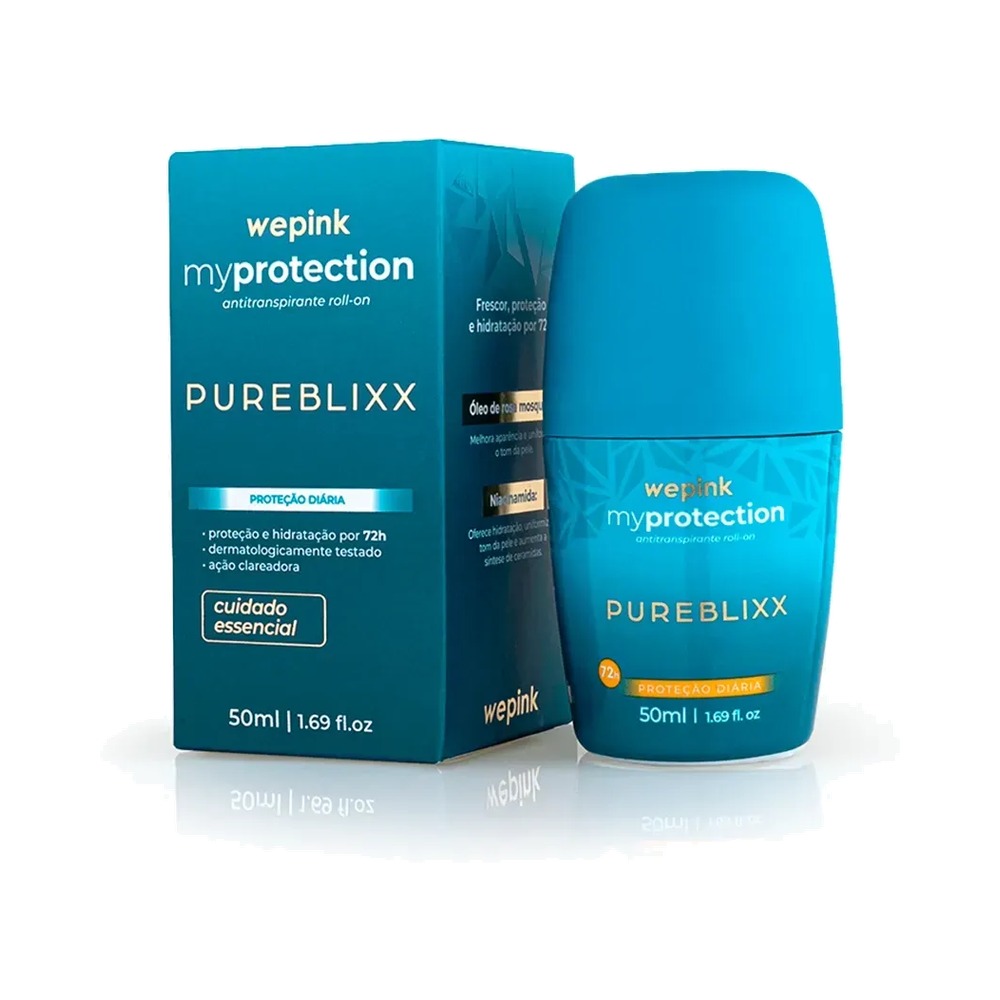 wepink
myprotection
antitranspirante roll-on
PUREBLIXX
PROTEÇÃO DIÁRIA
• proteção e hidratação por 72h
• dermatologicamente testado
• ação clareadora
cuidado
essencial
50ml | 1.69 fl.oz
Frescor, proteção
e hidratação por 72
Óleo de rosa mosqu
Melhora aparência e
o tom da pele.
Niacinamida:
Oferece hidratação, uniformiza
tom da pele e aumenta a
síntese de ceramidas.
wepink
wepink
myprotection
antitranspirante roll-on
PUREBLIXX
72H
PROTEÇÃO DIÁRIA
50ml | 1.69 fl. oz